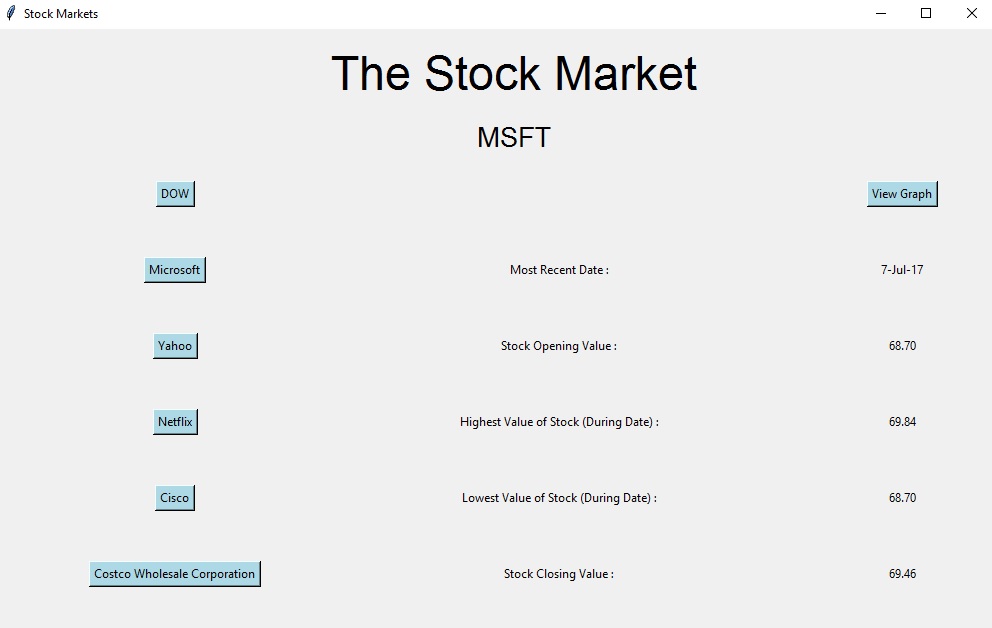 Stock Markets
The Stock Market
MSFT
DOW
View Graph
Microsoft
Most Recent Date :
7-Jul-17
Yahoo
Stock Opening Value :
68.70
Netflix
Highest Value of Stock (During Date) :
69.84
Cisco
Lowest Value of Stock (During Date) :
68.70
Costco Wholesale Corporation
Stock Closing Value :
69.46